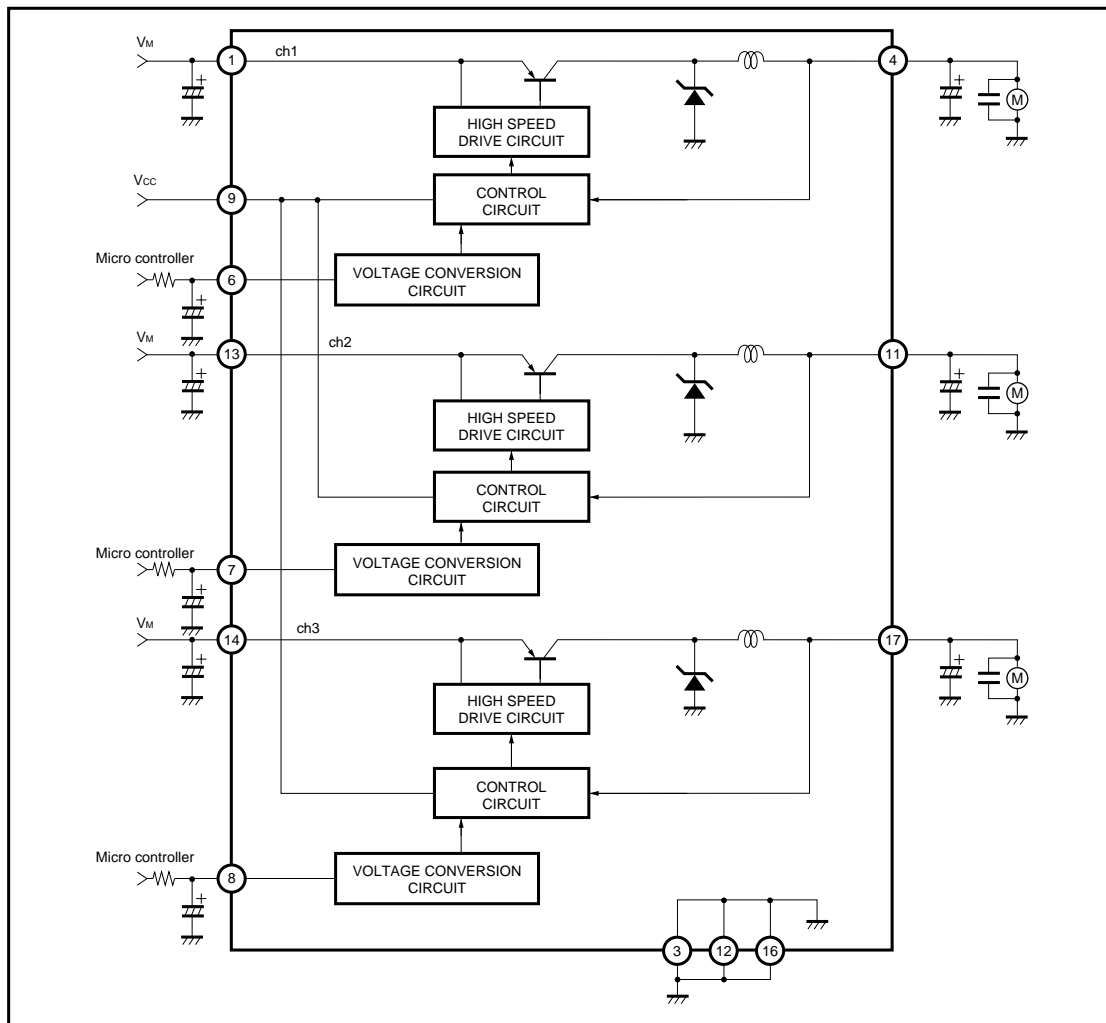 VM
1
ch1
4
+
+
M
HIGH SPEED
DRIVE CIRCUIT
VCC
9
CONTROL
CIRCUIT
Micro controller
6
+
VOLTAGE CONVERSION
CIRCUIT
VM
13
ch2
11
+
+
M
HIGH SPEED
DRIVE CIRCUIT
CONTROL
CIRCUIT
Micro controller
7
+
VOLTAGE CONVERSION
CIRCUIT
VM
14
ch3
17
+
+
M
HIGH SPEED
DRIVE CIRCUIT
CONTROL
CIRCUIT
Micro controller
8
+
VOLTAGE CONVERSION
CIRCUIT
3
12
16